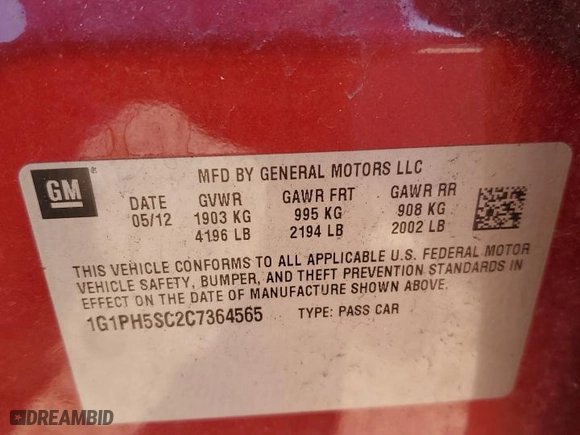 GM
MFD BY GENERAL MOTORS LLC
DATE GVWR GAWR FRT GAWR RR
05/12 1903 KG 995 KG 908 KG
4196 LB 2194 LB 2002 LB
THIS VEHICLE CONFORMS TO ALL APPLICABLE U.S. FEDERAL MOTOR
VEHICLE SAFETY, BUMPER, AND THEFT PREVENTION STANDARDS IN
EFFECT ON THE DATE OF MANUFACTURE SHOWN ABOVE.
1G1PH5SC2C7364565 TYPE: PASS CAR
DREAMBID